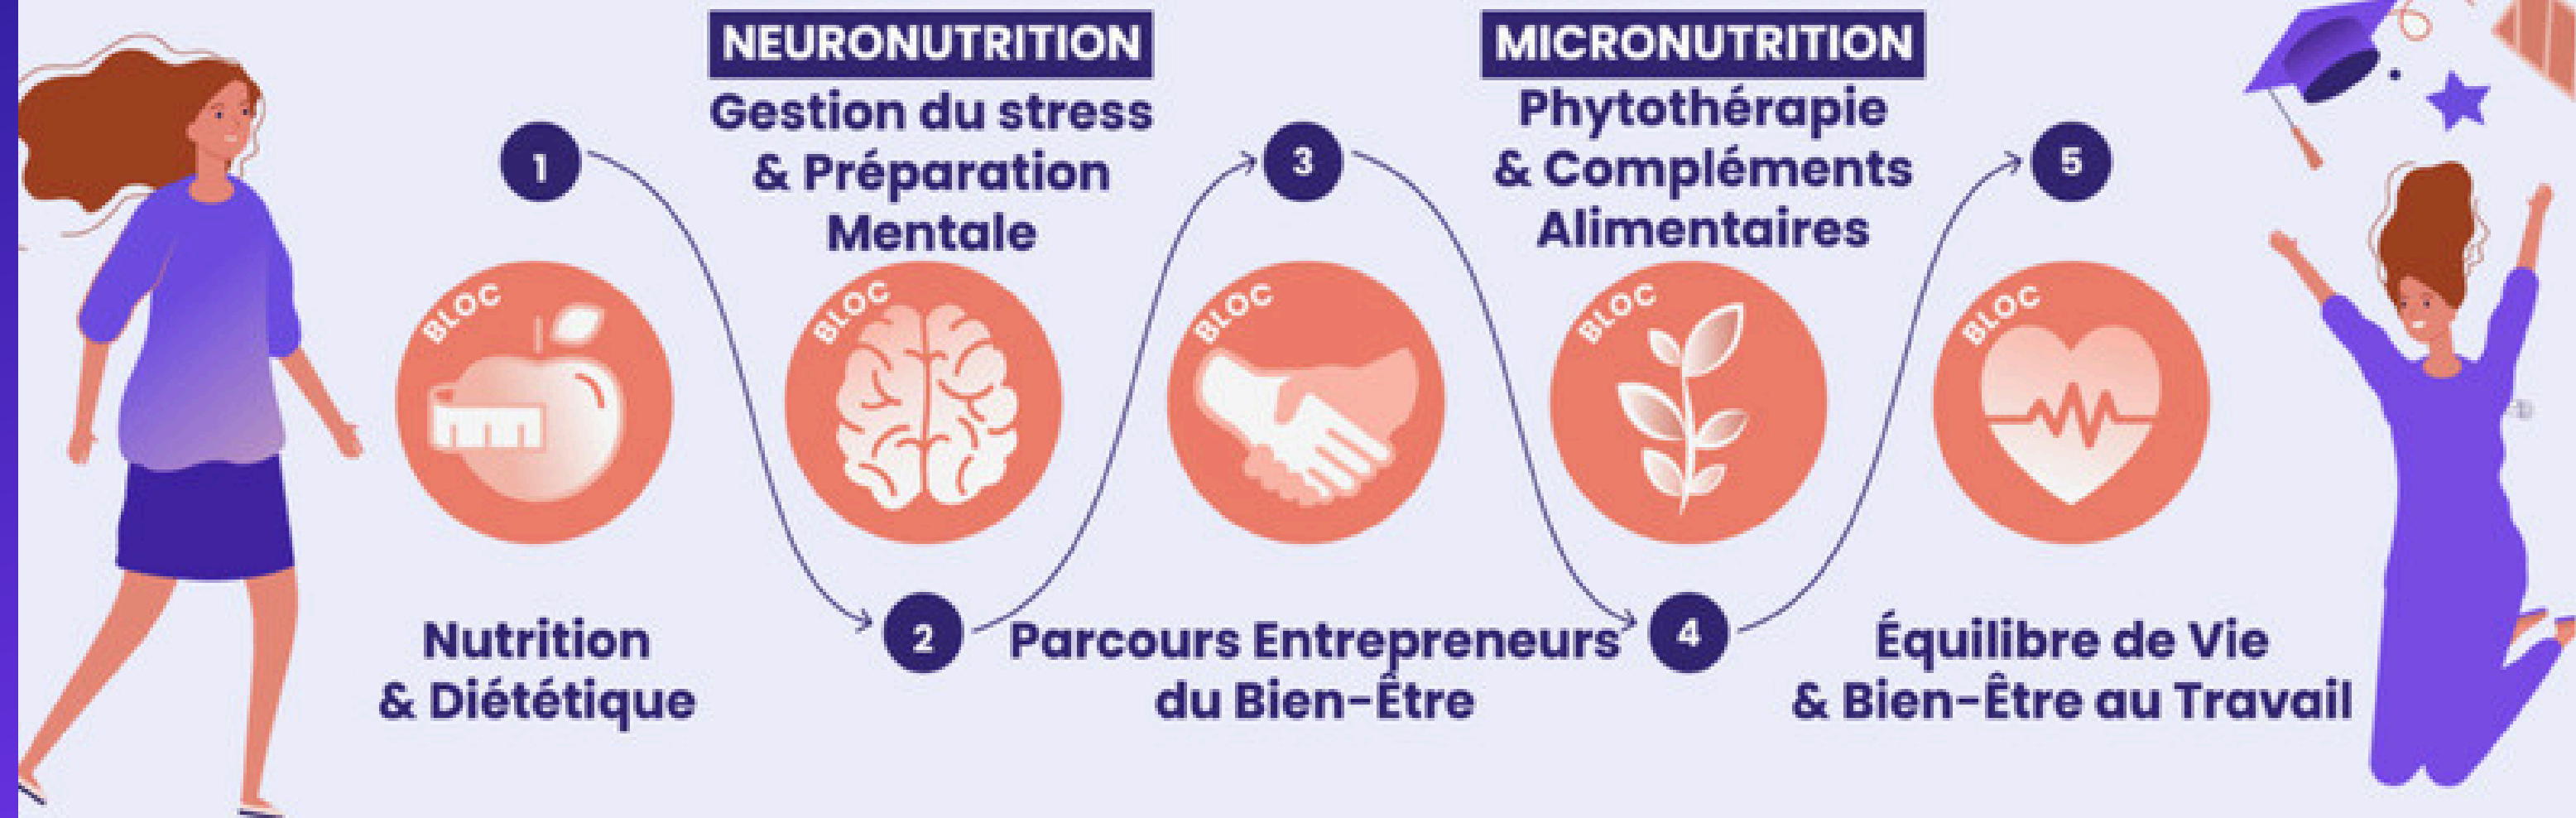 1
BLOC
Nutrition
& Diététique
NEURONUTRITION
Gestion du stress
& Préparation
Mentale
BLOC
2
3
BLOC
Parcours Entrepreneurs
du Bien-Être
MICRONUTRITION
Phytothérapie
& Compléments
Alimentaires
BLOC
4
5
BLOC
Équilibre de Vie
& Bien-Être au Travail